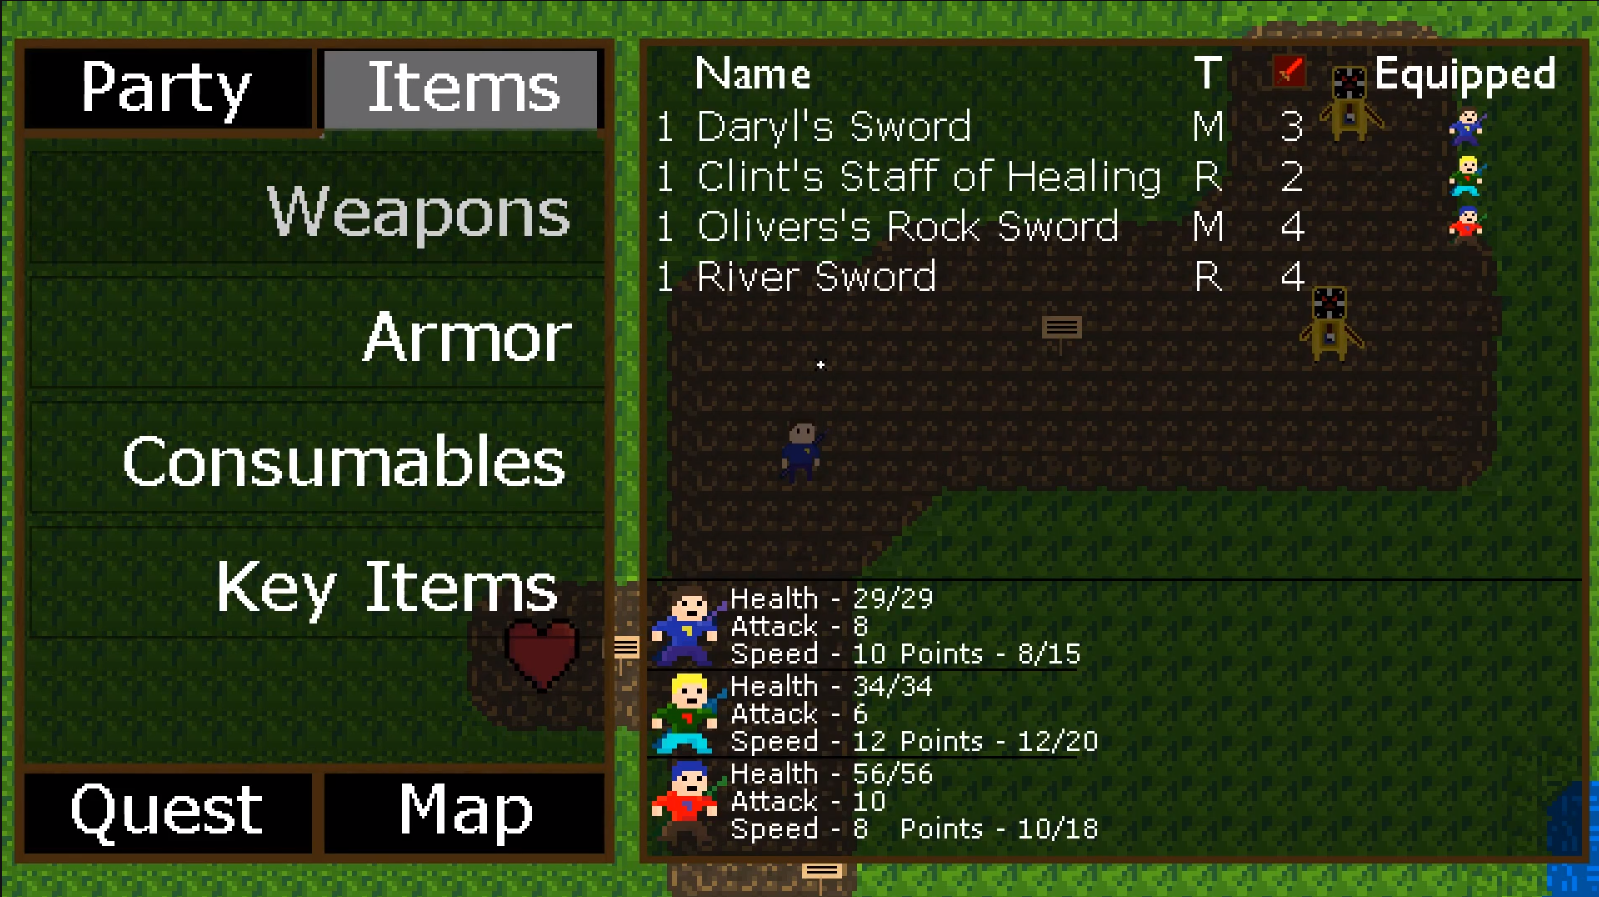 Party Items
Weapons
Armor
Consumables
Key Items
Quest Map
Name T Equipped
1 Daryl's Sword M 3
1 Clint's Staff of Healing R 2
1 Olivers's Rock Sword M 4
1 River Sword R 4
Health - 29/29
Attack - 8
Speed - 10 Points - 8/15
Health - 34/34
Attack - 6
Speed - 12 Points - 12/20
Health - 56/56
Attack - 10
Speed - 8 Points - 10/18